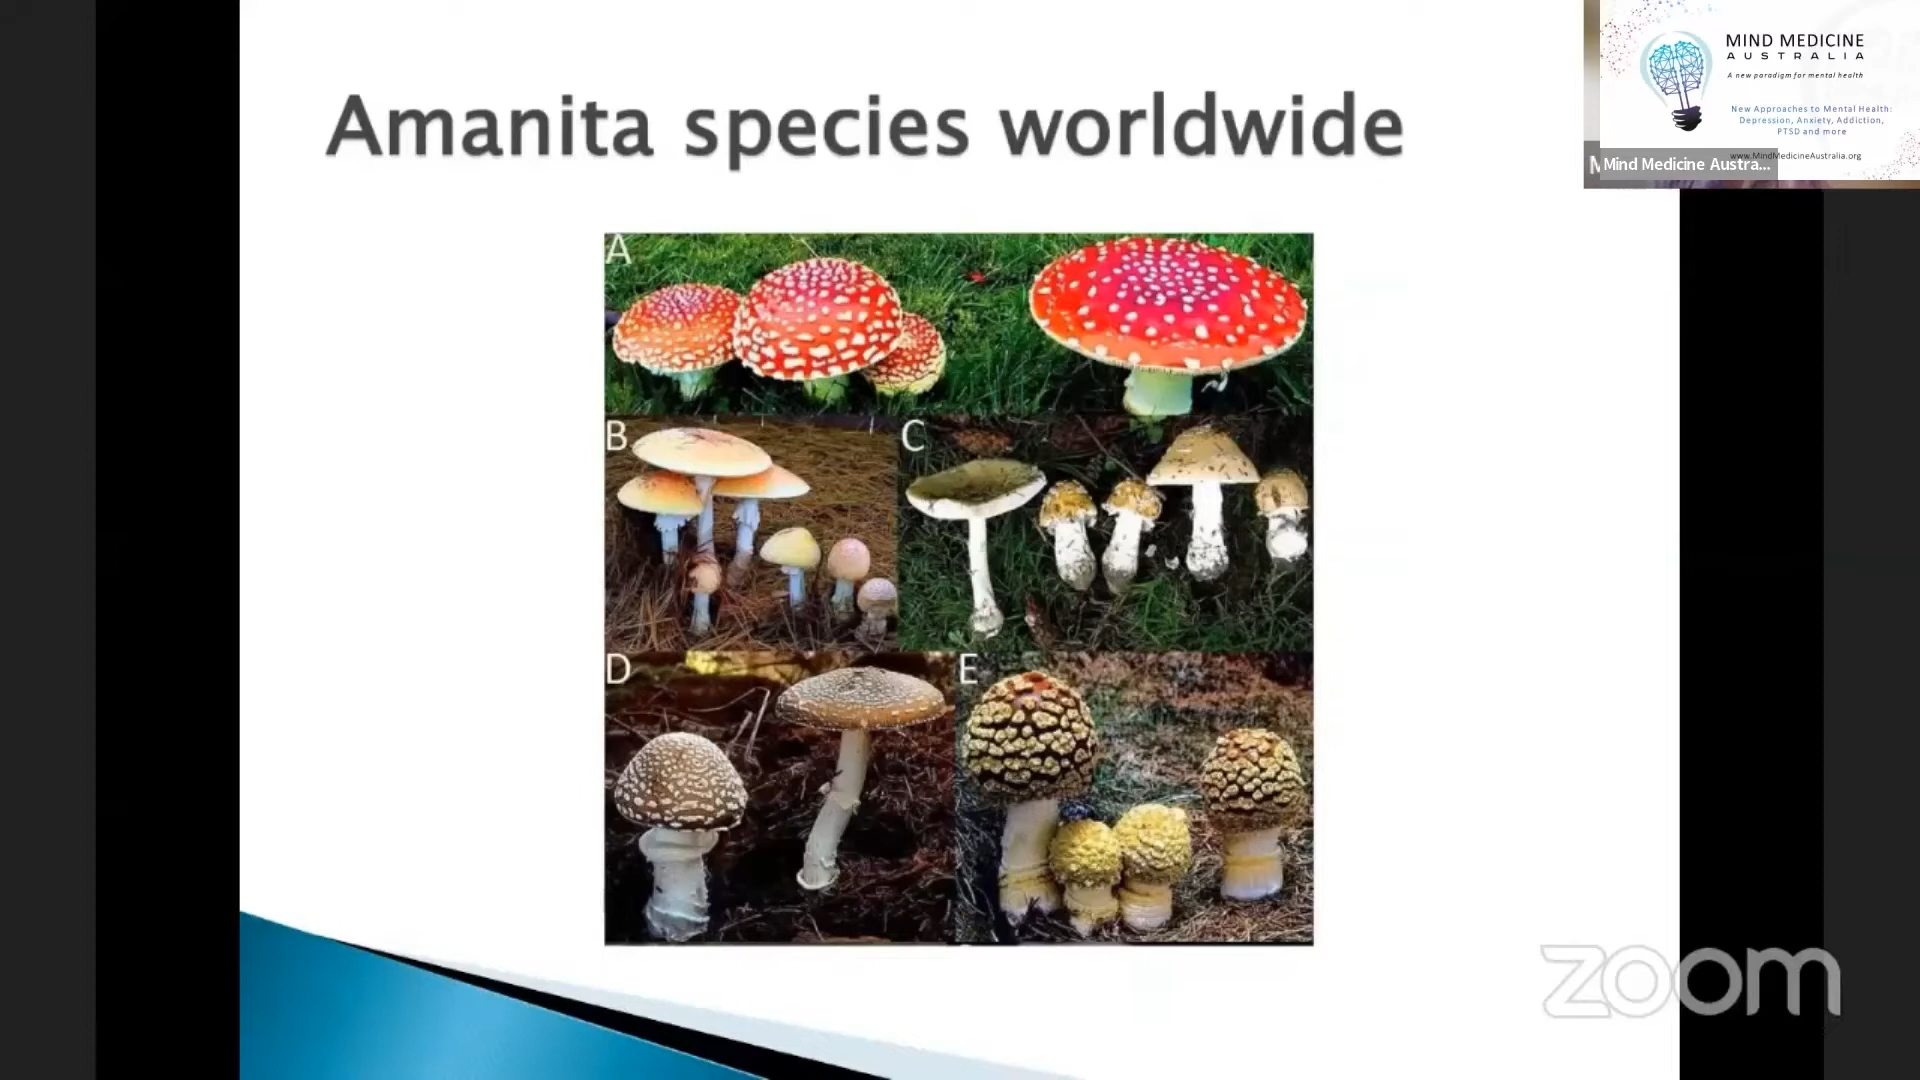 Amanita species worldwide
MIND MEDICINE
AUSTRALIA
A new paradigm for mental health
New Approaches to Mental Health:
Depression, Anxiety, Addiction,
PTSD and more
www.MindMedicineAustralia.org
Mind Medicine Austra...
A
B
C
D
E
zoom